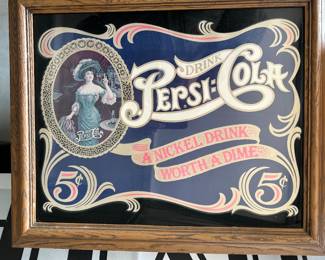 DRINK
PEPSI:COLA
A NICKEL DRINK
WORTH A DIME
5¢
5¢